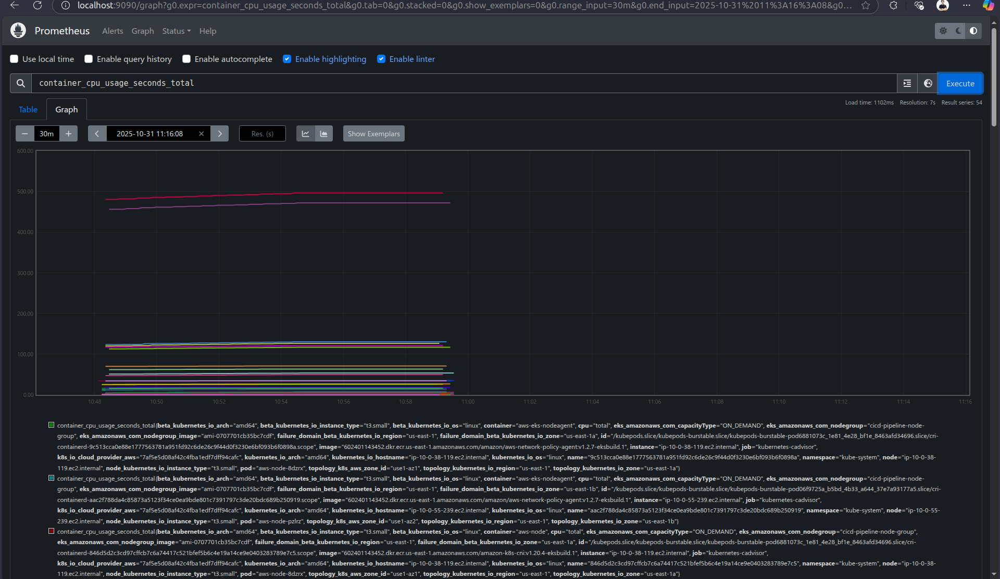 localhost:9090/graph?g0.expr=container_cpu_usage_seconds_total&g0.tab=0&g0.stacked=0&g0.show_exemplars=0&g0.range_input=30m&g0.end_input=2025-10-31%2011%3A16%3A08&g0...
Prometheus Alerts Graph Status Help
Use local time Enable query history Enable autocomplete Enable highlighting Enable linter
container_cpu_usage_seconds_total
Execute
Table Graph
Load time: 1102ms Resolution: 7s Result series: 54
30m 2025-10-31 11:16:08 Res. (s) Show Exemplars
600.00
500.00
400.00
300.00
200.00
100.00
0.00
10:48 10:50 10:52 10:54 10:56 10:58 11:00 11:02 11:04 11:06 11:08 11:10 11:12 11:14 11:16
container_cpu_usage_seconds_total{beta_kubernetes_io_arch="amd64", beta_kubernetes_io_instance_type="t3.small", beta_kubernetes_io_os="linux", container="aws-eks-nodeagent", cpu="total", eks_amazonaws_com_capacityType="ON_DEMAND", eks_amazonaws_com_nodegroup="cicd-pipeline-node-
group", eks_amazonaws_com_nodegroup_image="ami-0707701cb35bc7cdf", failure_domain_beta_kubernetes_io_region="us-east-1", failure_domain_beta_kubernetes_io_zone="us-east-1a", id="/kubepods.slice/kubepods-burstable.slice/kubepods-burstable-pod6881073c_1e81_4e28_bf1e_8463afd34696.slice/cri-
containerd-9c513cca0e88e1777563781a951fd92c6de26c9f44d0f3230e6bf093b6f0898a.scope", image="602401143452.dkr.ecr.us-east-1.amazonaws.com/amazon/aws-network-policy-agent:v1.2.7-eksbuild.1", instance="ip-10-0-38-119.ec2.internal", job="kubernetes-cadvisor",
k8s_io_cloud_provider_aws="7af5e5d08af42c4fba1edf7dff94cafc", kubernetes_io_arch="amd64", kubernetes_io_hostname="ip-10-0-38-119.ec2.internal", kubernetes_io_os="linux", name="9c513cca0e88e1777563781a951fd92c6de26c9f44d0f3230e6bf093b6f0898a", namespace="kube-system", node="ip-10-0-38-
119.ec2.internal", node_kubernetes_io_instance_type="t3.small", pod="aws-node-8dzrx", topology_k8s_aws_zone_id="use1-az1", topology_kubernetes_io_region="us-east-1", topology_kubernetes_io_zone="us-east-1a"}
container_cpu_usage_seconds_total{beta_kubernetes_io_arch="amd64", beta_kubernetes_io_instance_type="t3.small", beta_kubernetes_io_os="linux", container="aws-eks-nodeagent", cpu="total", eks_amazonaws_com_capacityType="ON_DEMAND", eks_amazonaws_com_nodegroup="cicd-pipeline-node-
group", eks_amazonaws_com_nodegroup_image="ami-0707701cb35bc7cdf", failure_domain_beta_kubernetes_io_region="us-east-1", failure_domain_beta_kubernetes_io_zone="us-east-1b", id="/kubepods.slice/kubepods-burstable.slice/kubepods-burstable-pod06f9725a_b5bd_4b33_a644_37e7a93177a5.slice/cri-
containerd-aac2f788da4c85873a5123f34ce0ea9bde801c7391797c3de20bdc689b250919.scope", image="602401143452.dkr.ecr.us-east-1.amazonaws.com/amazon/aws-network-policy-agent:v1.2.7-eksbuild.1", instance="ip-10-0-55-239.ec2.internal", job="kubernetes-cadvisor",
k8s_io_cloud_provider_aws="7af5e5d08af42c4fba1edf7dff94cafc", kubernetes_io_arch="amd64", kubernetes_io_hostname="ip-10-0-55-239.ec2.internal", kubernetes_io_os="linux", name="aac2f788da4c85873a5123f34ce0ea9bde801c7391797c3de20bdc689b250919", namespace="kube-system", node="ip-10-0-55-
239.ec2.internal", node_kubernetes_io_instance_type="t3.small", pod="aws-node-pzlrz", topology_k8s_aws_zone_id="use1-az2", topology_kubernetes_io_region="us-east-1", topology_kubernetes_io_zone="us-east-1b"}
container_cpu_usage_seconds_total{beta_kubernetes_io_arch="amd64", beta_kubernetes_io_instance_type="t3.small", beta_kubernetes_io_os="linux", container="aws-node", cpu="total", eks_amazonaws_com_capacityType="ON_DEMAND", eks_amazonaws_com_nodegroup="cicd-pipeline-node-group",
eks_amazonaws_com_nodegroup_image="ami-0707701cb35bc7cdf", failure_domain_beta_kubernetes_io_region="us-east-1", failure_domain_beta_kubernetes_io_zone="us-east-1a", id="/kubepods.slice/kubepods-burstable.slice/kubepods-burstable-pod6881073c_1e81_4e28_bf1e_8463afd34696.slice/cri-
containerd-846d5d2c3cd97cffcb7c6a74417c521bfef5b6c4e19a14ce9e0403283789e7c5.scope", image="602401143452.dkr.ecr.us-east-1.amazonaws.com/amazon-k8s-cni:v1.20.4-eksbuild.1", instance="ip-10-0-38-119.ec2.internal", job="kubernetes-cadvisor",
k8s_io_cloud_provider_aws="7af5e5d08af42c4fba1edf7dff94cafc", kubernetes_io_arch="amd64", kubernetes_io_hostname="ip-10-0-38-119.ec2.internal", kubernetes_io_os="linux", name="846d5d2c3cd97cffcb7c6a74417c521bfef5b6c4e19a14ce9e0403283789e7c5", namespace="kube-system", node="ip-10-0-38-
119.ec2.internal", node_kubernetes_io_instance_type="t3.small", pod="aws-node-8dzrx", topology_k8s_aws_zone_id="use1-az1", topology_kubernetes_io_region="us-east-1", topology_kubernetes_io_zone="us-east-1a"}